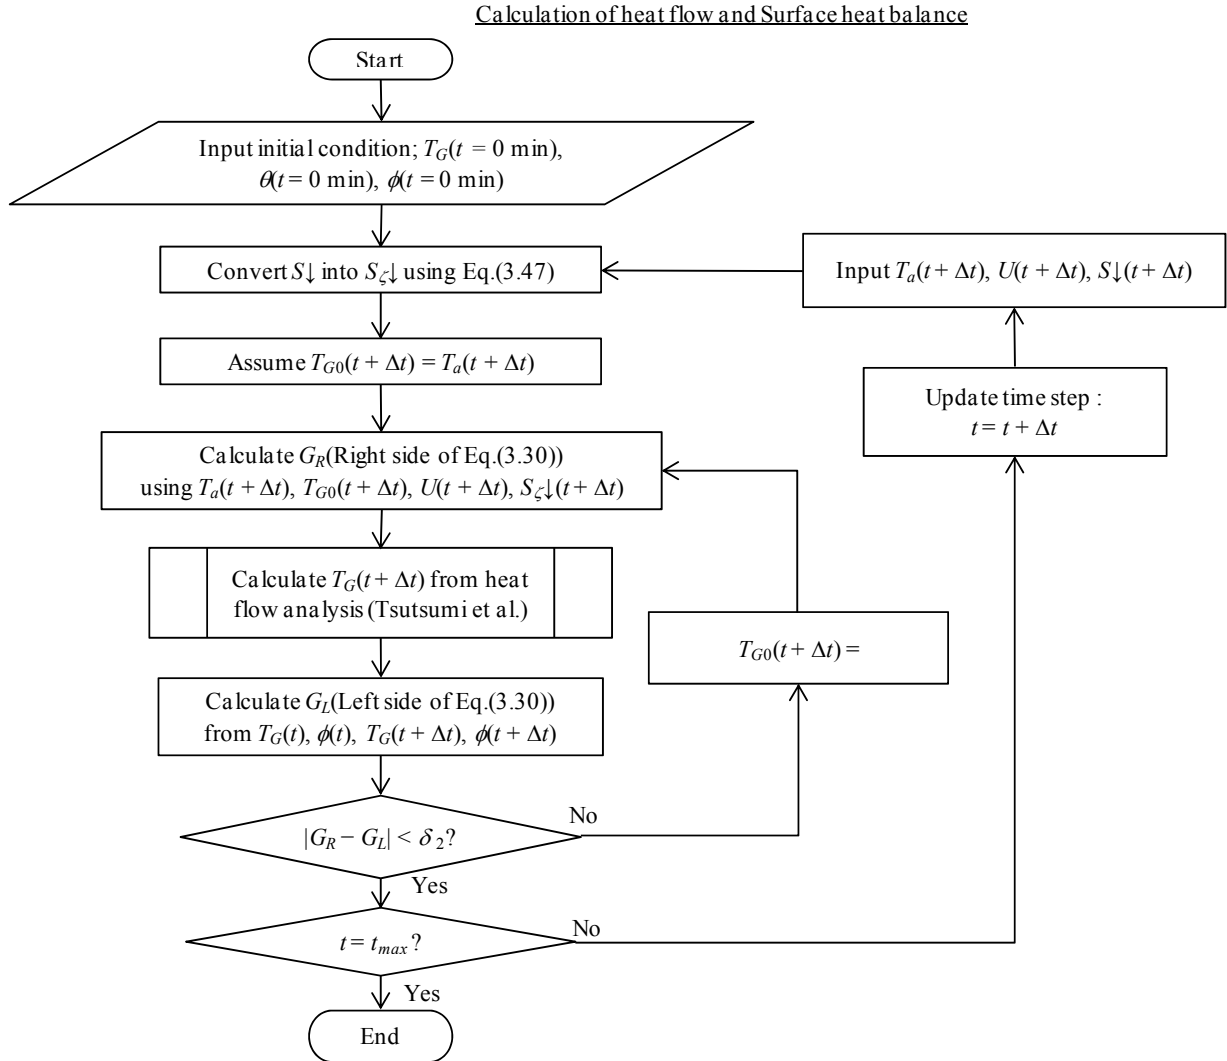 Calculation of heat flow and Surface heat balance
Start
Input initial condition; T_G(t = 0 min),
θ(t = 0 min), ϕ(t = 0 min)
Convert S↓ into S_ζ↓ using Eq.(3.47)
Input T_a(t + Δt), U(t + Δt), S↓(t + Δt)
Assume T_G0(t + Δt) = T_a(t + Δt)
Update time step :
t = t + Δt
Calculate G_R(Right side of Eq.(3.30))
using T_a(t + Δt), T_G0(t + Δt), U(t + Δt), S_ζ↓(t + Δt)
Calculate T_G(t + Δt) from heat
flow analysis (Tsutsumi et al.)
T_G0(t + Δt) =
Calculate G_L(Left side of Eq.(3.30))
from T_G(t), ϕ(t), T_G(t + Δt), ϕ(t + Δt)
|G_R − G_L| < δ_2?
No
Yes
t = t_max?
No
Yes
End